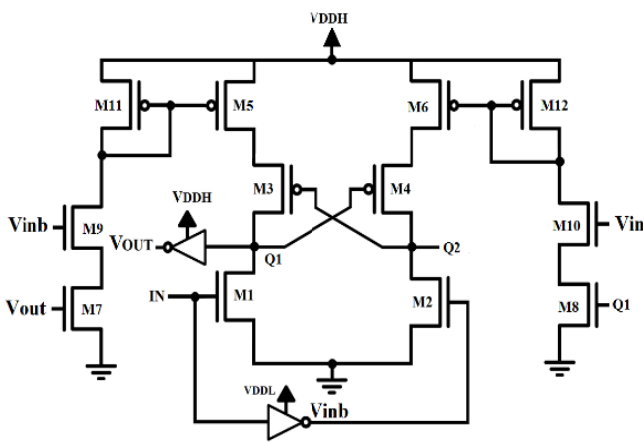 VDDH
M11
M5
M6
M12
M3
M4
VDDH
Vinb
M9
M10
Vin
VOUT
Q1
Q2
IN
M1
M2
Vout
M7
M8
Q1
VDDL
Vinb